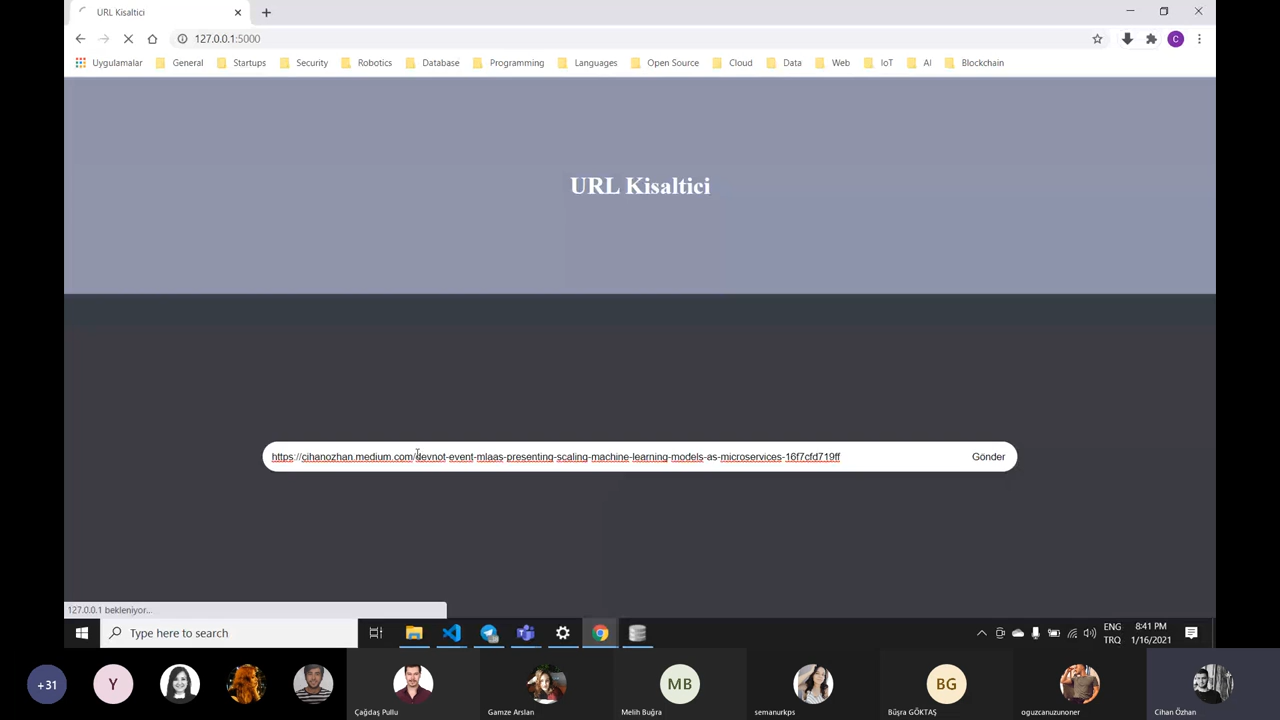 URL Kisaltici
127.0.0.1:5000
Uygulamalar General Startups Security Robotics Database Programming Languages Open Source Cloud Data Web IoT AI Blockchain
URL Kisaltici
https://cihanozhan.medium.com/devnot-event-mlaas-presenting-scaling-machine-learning-models-as-microservices-16f7cfd719ff Gönder
127.0.0.1 bekleniyor...
Type here to search
ENG 8:41 PM
TRQ 1/16/2021
C
+31 Y MB BG
Çağdaş Pullu Gamze Arslan Melih Buğra semanurkps Büşra GÖKTAŞ oguzcanuzunoner Cihan Özhan